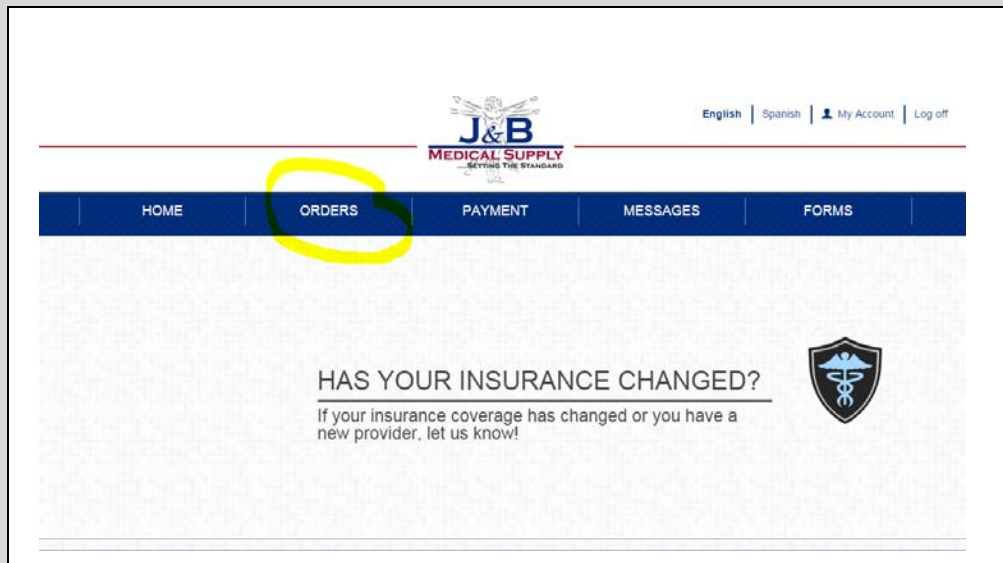 J&B
MEDICAL SUPPLY
...SETTING THE STANDARD
English Spanish My Account Log off
HOME ORDERS PAYMENT MESSAGES FORMS
HAS YOUR INSURANCE CHANGED?
If your insurance coverage has changed or you have a
new provider, let us know!